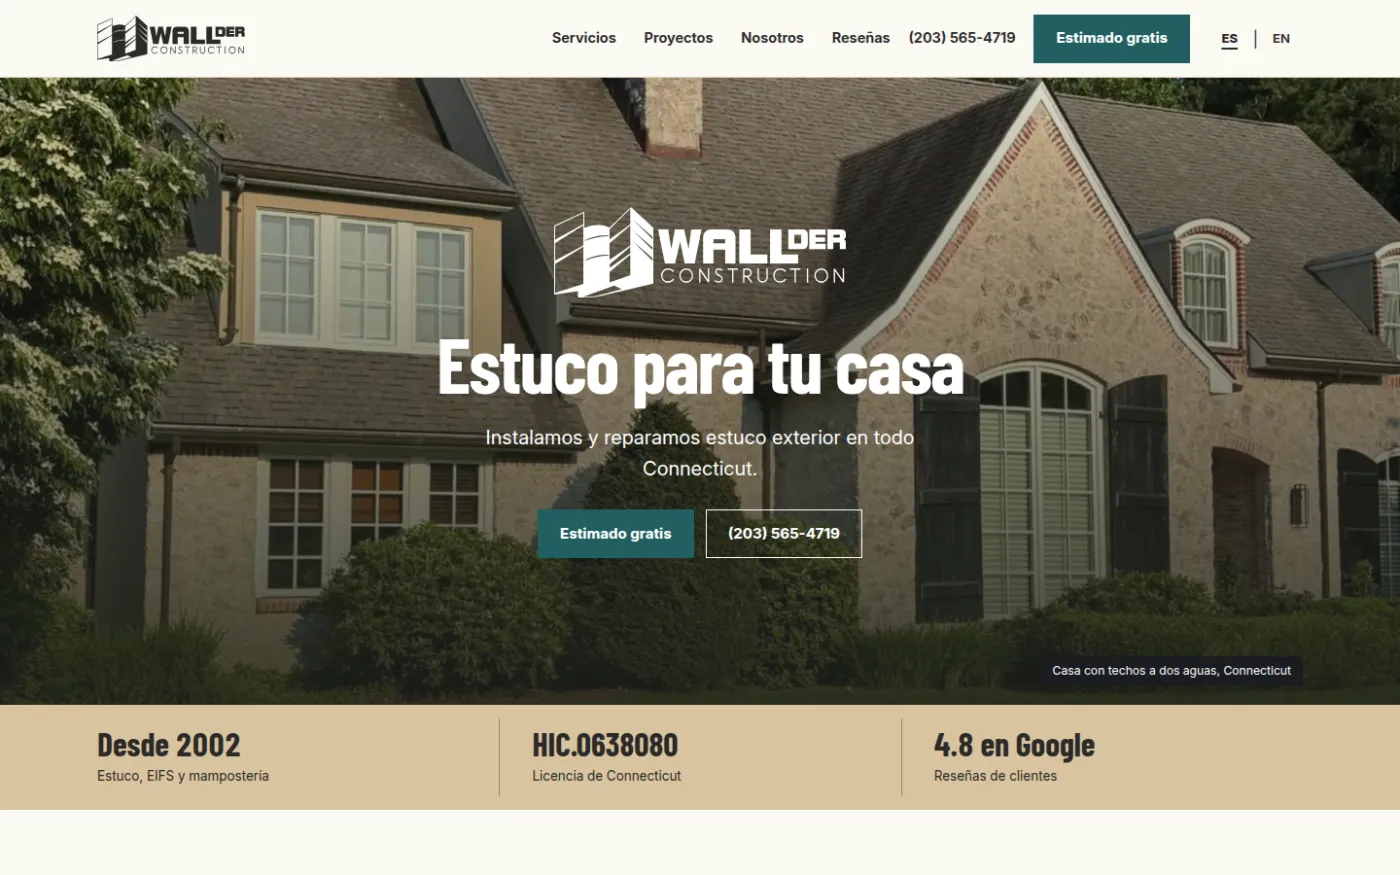 WALLDER
CONSTRUCTION
Servicios
Proyectos
Nosotros
Reseñas
(203) 565-4719
Estimado gratis
ES
EN
WALLDER
CONSTRUCTION
Estuco para tu casa
Instalamos y reparamos estuco exterior en todo
Connecticut.
Estimado gratis
(203) 565-4719
Casa con techos a dos aguas, Connecticut
Desde 2002
Estuco, EIFS y mampostería
HIC.0638080
Licencia de Connecticut
4.8 en Google
Reseñas de clientes